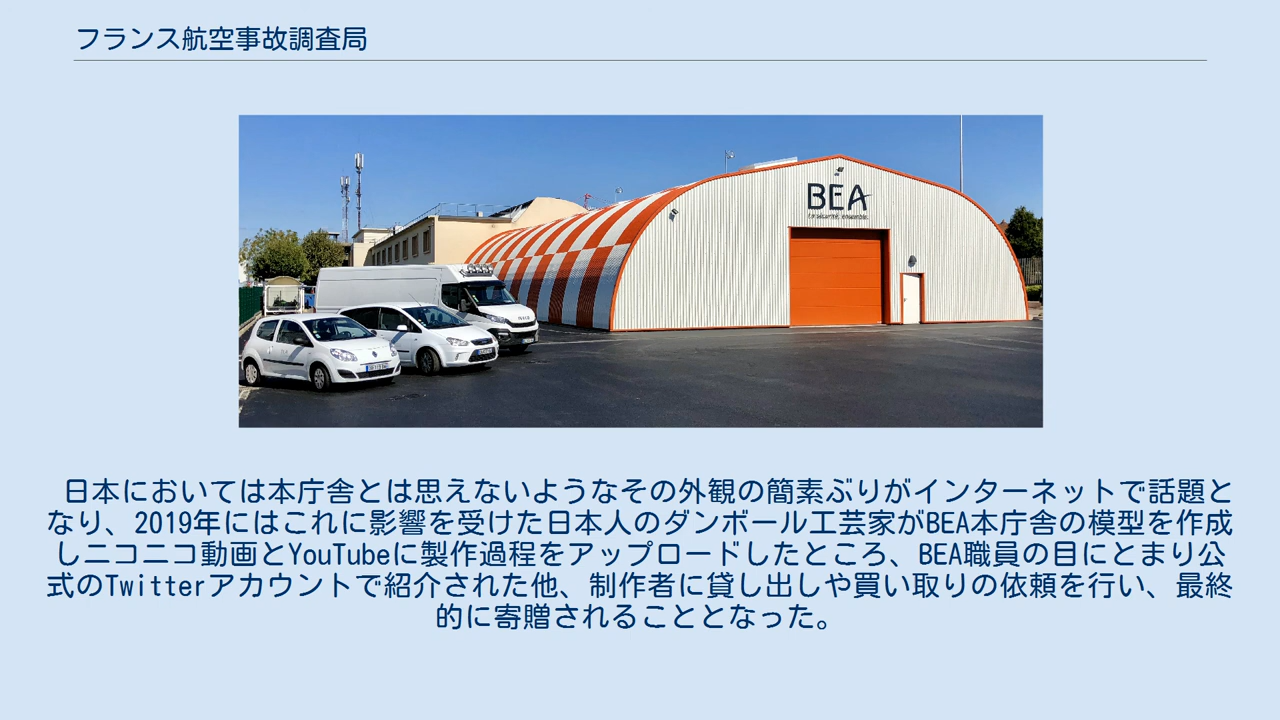 フランス航空事故調査局
BEA
日本においては本庁舎とは思えないようなその外観の簡素ぶりがインターネットで話題と
なり、2019年にはこれに影響を受けた日本人のダンボール工芸家がBEA本庁舎の模型を作成
しニコニコ動画とYouTubeに製作過程をアップロードしたところ、BEA職員の目にとまり公
式のTwitterアカウントで紹介された他、制作者に貸し出しや買い取りの依頼を行い、最終
的に寄贈されることとなった。